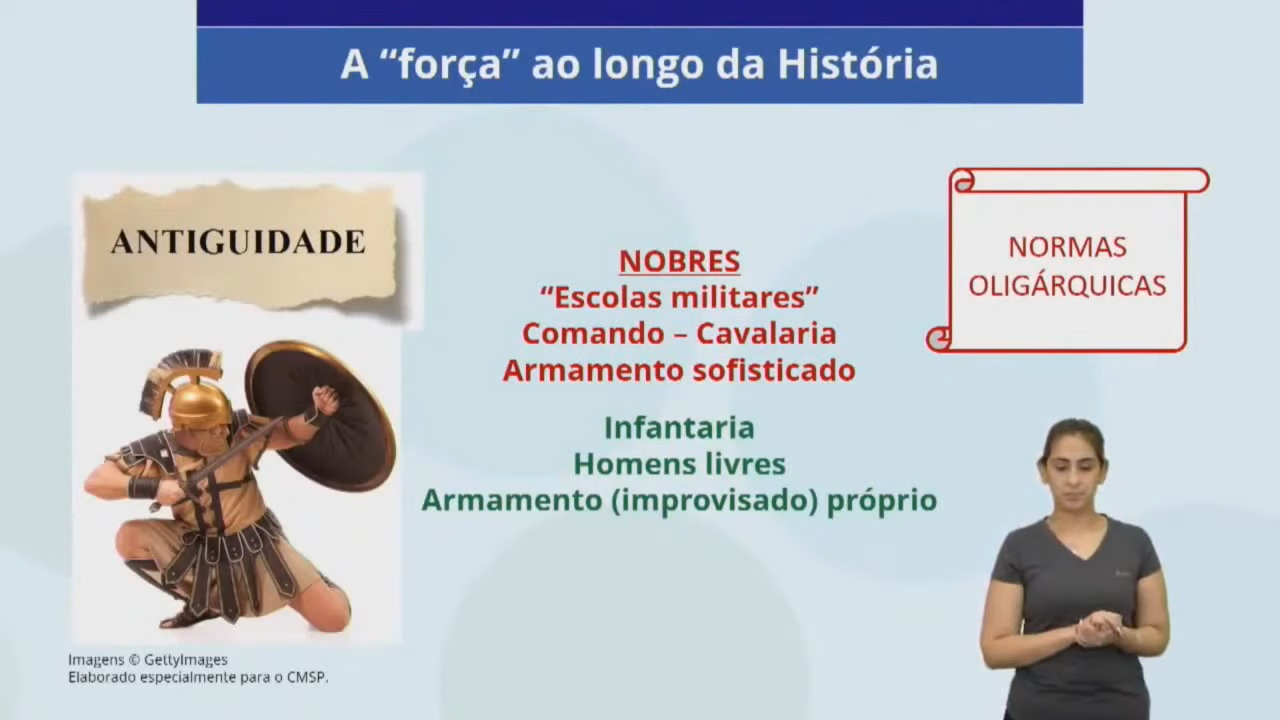 A “força” ao longo da História
ANTIGUIDADE
NOBRES
“Escolas militares”
Comando – Cavalaria
Armamento sofisticado
Infantaria
Homens livres
Armamento (improvisado) próprio
NORMAS
OLIGÁRQUICAS
Imagens © GettyImages
Elaborado especialmente para o CMSP.